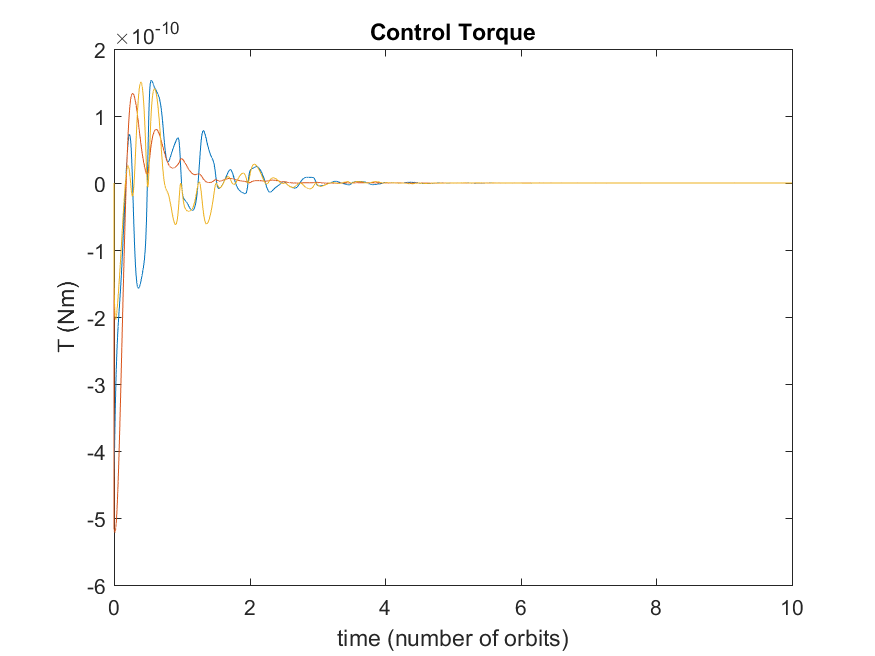 Control Torque
×10-10
2
1
0
-1
-2
-3
-4
-5
-6
T (Nm)
0 2 4 6 8 10
time (number of orbits)